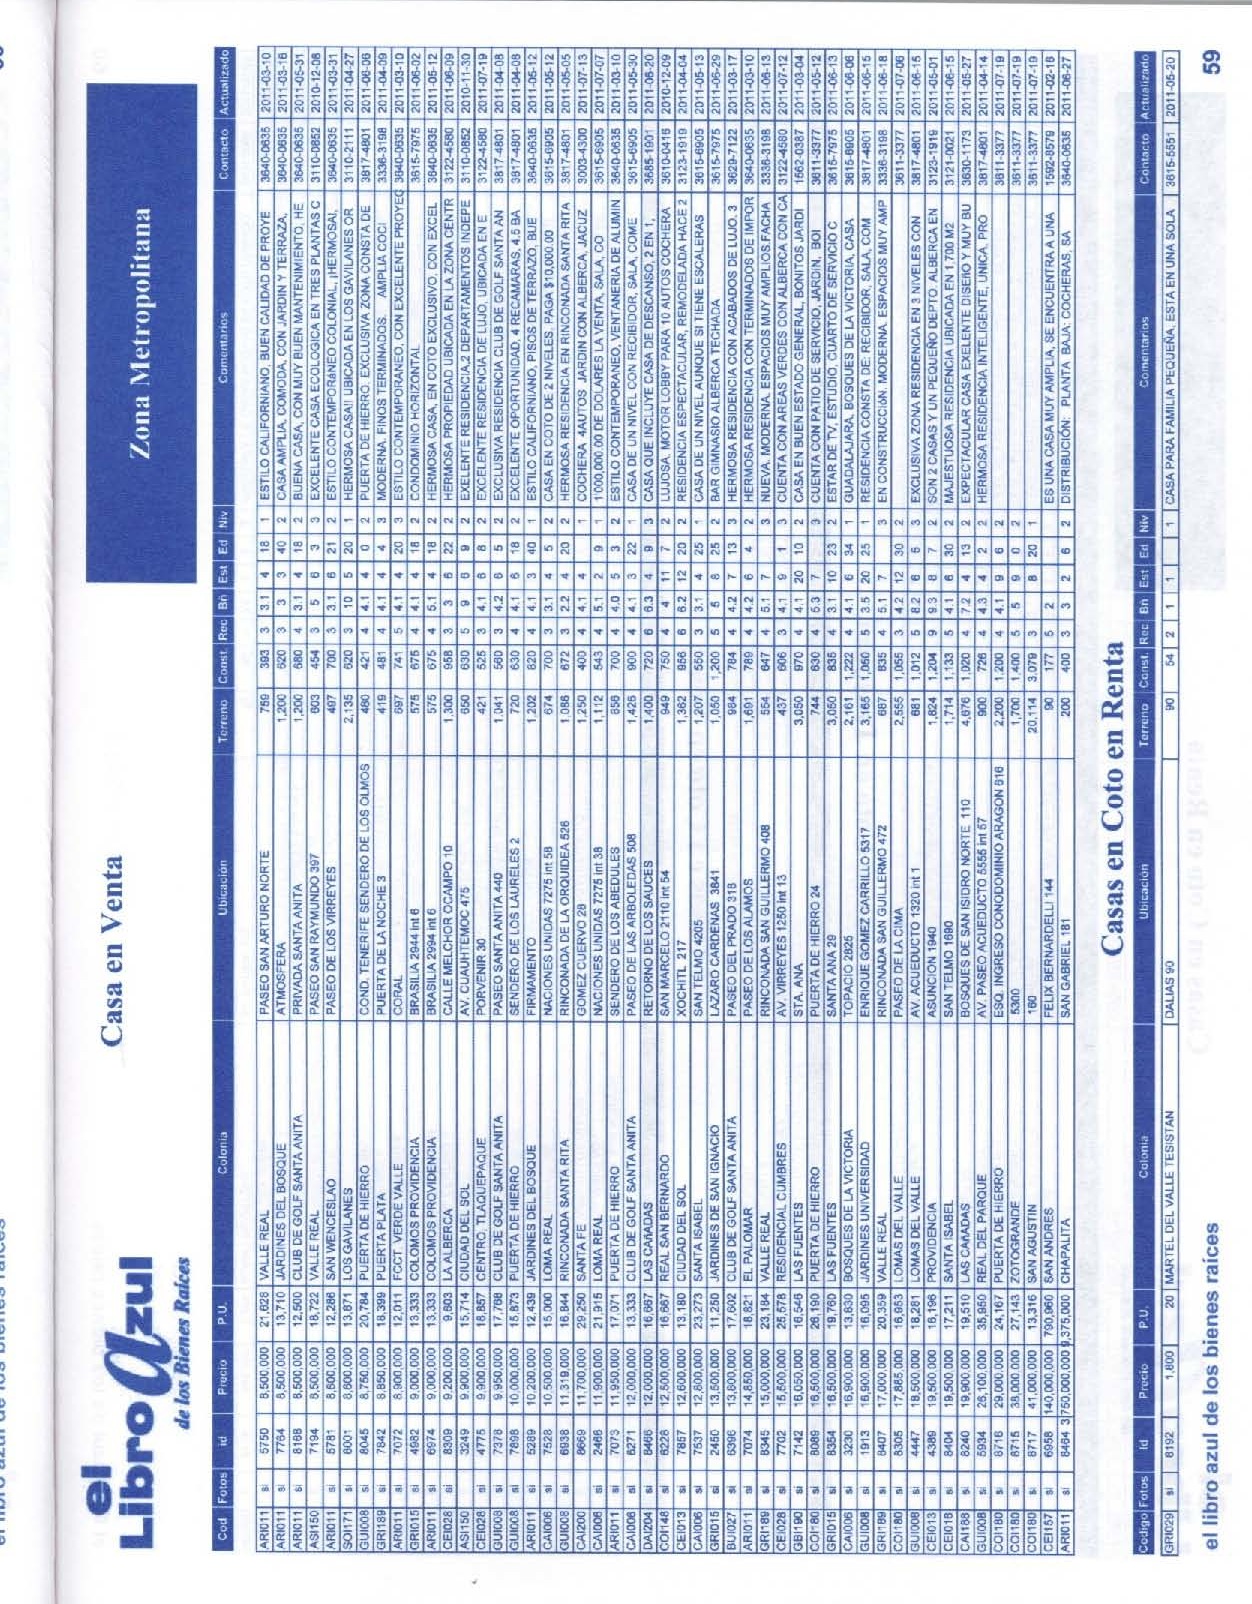 el
Libro Azul
de los Bienes Raíces
Casa en Venta
Zona Metropolitana
Cod Fotos id Precio P.U. Colonia Ubicación Terreno Const. Rec Bñ Est Ed Niv Comentarios Contacto Actualizado
ARI011 si 5750 8,500,000 21,628 VALLE REAL PASEO SAN ARTURO NORTE 759 393 3 3.1 4 18 1 ESTILO CALIFORNIANO, BUEN CALIDAD DE PROYE 3640-0635 2011-03-10
ARI011 si 7764 8,500,000 13,710 JARDINES DEL BOSQUE ATMOSFERA 1,200 620 3 3 3 40 2 CASA AMPLIA, COMODA, CON JARDIN Y TERRAZA, 3640-0635 2011-03-16
ARI011 si 8168 8,500,000 12,500 CLUB DE GOLF SANTA ANITA PRIVADA SANTA ANITA 1,200 680 4 3.1 4 18 2 BUENA CASA, CON MUY BUEN MANTENIMIENTO, HE 3640-0635 2011-05-31
ASI150 si 7194 8,500,000 18,722 VALLE REAL PASEO SAN RAYMUNDO 397 603 454 3 5 6 3 3 EXCELENTE CASA ECOLOGICA EN TRES PLANTAS C 3110-0852 2010-12-08
ARI011 si 5781 8,600,000 12,286 SAN WENCESLAO PASEO DE LOS VIRREYES 497 700 3 3.1 6 21 2 ESTILO CONTEMPORANEO COLONIAL, ¡HERMOSA!, 3640-0635 2011-03-31
SOI171 si 6001 8,600,000 13,871 LOS GAVILANES 2,135 620 3 10 5 20 1 HERMOSA CASA!! UBICADA EN LOS GAVILANES OR 3110-2111 2011-04-27
GUI008 si 8045 8,750,000 20,784 PUERTA DE HIERRO COND. TENERIFE SENDERO DE LOS OLMOS 480 421 4 4.1 4 0 2 PUERTA DE HIERRO. EXCLUSIVA ZONA CONSTA DE 3817-4801 2011-06-06
GRI189 si 7842 8,850,000 18,399 PUERTA PLATA PUERTA DE LA NOCHE 3 419 481 4 4.1 4 4 3 MODERNA, FINOS TERMINADOS. AMPLIA COCI 3336-3198 2011-04-09
ARI011 si 7072 8,900,000 12,011 FCCT. VERDE VALLE CORAL 697 741 5 4.1 4 20 3 ESTILO CONTEMPORANEO, CON EXCELENTE PROYEC 3640-0635 2011-03-10
GRI015 si 4982 9,000,000 13,333 COLOMOS PROVIDENCIA BRASILIA 2944 int 6 575 675 4 4.1 4 18 2 CONDOMINIO HORIZONTAL 3615-7975 2011-06-02
ARI011 si 6974 9,000,000 13,333 COLOMOS PROVIDENCIA BRASILIA 2994 int 6 575 675 4 5.1 4 18 2 HERMOSA CASA, EN COTO EXCLUSIVO, CON EXCEL 3640-0635 2011-05-12
CEI028 si 8309 9,200,000 9,603 LA ALBERCA CALLE MELCHOR OCAMPO 10 1,300 958 3 3 6 22 2 HERMOSA PROPIEDAD UBICADA EN LA ZONA CENTR 3122-4580 2011-06-09
ASI150 si 3249 9,900,000 15,714 CIUDAD DEL SOL AV. CUAUHTEMOC 475 650 630 5 9 6 9 2 EXELENTE RESIDENCIA,2 DEPARTAMENTOS INDEPE 3110-0852 2010-11-30
CEI028 si 4775 9,900,000 18,857 CENTRO, TLAQUEPAQUE PORVENIR 30 421 525 3 4.1 6 8 2 EXCELENTE RESIDENCIA DE LUJO, UBICADA EN E 3122-4580 2011-07-19
GUI008 si 7378 9,950,000 17,768 CLUB DE GOLF SANTA ANITA PASEO SANTA ANITA 440 1,041 560 3 4.2 6 5 2 EXCLUSIVA RESIDENCIA CLUB DE GOLF SANTA AN 3817-4801 2011-04-08
GUI008 si 7898 10,000,000 15,873 PUERTA DE HIERRO SENDERO DE LOS LAURELES 2 720 630 4 4.1 6 18 2 EXCELENTE OPORTUNIDAD, 4 RECAMARAS, 4.5 BA 3817-4801 2011-04-08
ARI011 si 5289 10,200,000 12,439 JARDINES DEL BOSQUE FIRMAMENTO 1,202 820 4 4.1 3 40 1 ESTILO CALIFORNIANO, PISOS DE TERRAZO, BUE 3640-0635 2011-05-12
CAI006 si 7528 10,500,000 15,000 LOMA REAL NACIONES UNIDAS 7275 int 58 674 700 3 3.1 4 5 2 CASA EN COTO DE 2 NIVELES. PAGA $10,000.00 3615-6905 2011-05-12
GUI008 si 6938 11,319,000 16,844 RINCONADA SANTA RITA RINCONADA DE LA ORQUIDEA 526 1,088 672 3 2.2 4 20 2 HERMOSA RESIDENCIA EN RINCONADA SANTA RITA 3817-4801 2011-05-05
CAI200 si 8669 11,700,000 29,250 SANTA FE GOMEZ CUERVO 28 1,250 400 4 4.1 4 1 COCHERA 4AUTOS JARDIN CON ALBERCA, JACUZ 3003-4300 2011-07-13
CAI006 si 2466 11,900,000 21,915 LOMA REAL NACIONES UNIDAS 7275 int 38 1,112 543 4 5.1 2 9 1 1'000,000.00 DE DOLARES LA VENTA, SALA, CO 3615-6905 2011-07-07
ARI011 si 7073 11,950,000 17,071 PUERTA DE HIERRO SENDERO DE LOS ABEDULES 858 700 4 4.0 5 3 2 ESTILO CONTEMPORANEO, VENTANERIA DE ALUMIN 3640-0635 2011-03-10
CAI006 si 6271 12,000,000 13,333 CLUB DE GOLF SANTA ANITA PASEO DE LAS ARBOLEDAS 508 1,426 900 4 4.1 3 22 1 CASA DE UN NIVEL CON RECIBIDOR, SALA, COME 3615-6905 2011-05-30
DAI204 si 8466 12,000,000 16,667 LAS CAÑADAS RETORNO DE LOS SAUCES 1,400 720 6 6.3 4 9 3 CASA QUE INCLUYE CASA DE DESCANSO, 2 EN 1, 3685-1901 2011-06-20
COI148 si 6226 12,500,000 16,667 REAL SAN BERNARDO SAN MARCELO 2110 int 54 949 750 4 4 11 7 2 LUJOSA, MOTOR LOBBY PARA 10 AUTOS COCHERA 3610-0416 2010-12-09
CEI013 si 7857 12,600,000 13,180 CIUDAD DEL SOL XOCHITL 217 1,362 956 6 6.2 12 20 2 RESIDENCIA ESPECTACULAR, REMODELADA HACE 2 3123-1919 2011-04-04
CAI006 si 7537 12,800,000 23,273 SANTA ISABEL SAN TELMO 4205 1,207 550 3 3.1 4 25 1 CASA DE UN NIVEL AUNQUE SI TIENE ESCALERAS 3615-6905 2011-05-13
GRI015 si 2450 13,500,000 11,250 JARDINES DE SAN IGNACIO LAZARO CARDENAS 3841 1,050 1,200 5 5 8 25 2 BAR GIMNASIO ALBERCA TECHADA 3615-7975 2011-06-29
BUI027 si 6396 13,800,000 17,602 CLUB DE GOLF SANTA ANITA PASEO DEL PRADO 318 984 784 4 4.2 7 13 3 HERMOSA RESIDENCIA CON ACABADOS DE LUJO, 3 3629-7122 2011-03-17
ARI011 si 7074 14,850,000 18,821 EL PALOMAR PASEO DE LOS ALAMOS 1,691 789 4 4.2 6 4 2 HERMOSA RESIDENCIA CON TERMINADOS DE IMPOR 3640-0635 2011-03-10
GRI189 si 8345 15,000,000 23,184 VALLE REAL RINCONADA SAN GUILLERMO 408 554 647 4 5.1 7 3 NUEVA, MODERNA. ESPACIOS MUY AMPLIOS FACHA 3336-3198 2011-06-13
CEI028 si 7702 15,500,000 25,578 RESIDENCIAL CUMBRES AV. VIRREYES 1250 int 13 437 606 3 4.1 9 1 3 CUENTA CON AREAS VERDES CON ALBERCA CON CA 3122-4580 2011-07-12
GEI190 si 7142 16,050,000 16,546 LAS FUENTES STA. ANA 3,050 970 4 4.1 20 10 2 CASA EN BUEN ESTADO GENERAL, BONITOS JARDI 1562-0387 2011-03-04
COI180 si 8089 16,500,000 26,190 PUERTA DE HIERRO PUERTA DE HIERRO 24 744 630 4 5.3 7 3 CUENTA CON PATIO DE SERVICIO, JARDIN, BOI 3611-3377 2011-05-12
GRI015 si 8354 16,500,000 19,760 LAS FUENTES SANTA ANA 29 3,050 835 4 3.1 10 23 2 ESTAR DE TV, ESTUDIO, CUARTO DE SERVICIO C 3615-7975 2011-06-13
CAI006 si 3230 16,900,000 13,830 BOSQUES DE LA VICTORIA TOPACIO 2825 2,161 1,222 4 4.1 6 34 1 GUADALAJARA, BOSQUES DE LA VICTORIA, CASA 3615-6905 2011-06-06
GUI008 si 1913 16,900,000 16,095 JARDINES UNIVERSIDAD ENRIQUE GOMEZ CARRILLO 5317 3,165 1,050 5 3.5 20 25 1 RESIDENCIA CONSTA DE RECIBIDOR, SALA, COM 3817-4801 2011-06-15
GRI189 si 8407 17,000,000 20,359 VALLE REAL RINCONADA SAN GUILLERMO 472 687 835 4 5.1 7 3 EN CONSTRUCCION. MODERNA. ESPACIOS MUY AMP 3336-3198 2011-06-18
COI180 si 8305 17,885,000 16,953 LOMAS DEL VALLE PASEO DE LA CIMA 2,555 1,055 3 4.2 12 30 2 3611-3377 2011-07-06
GUI008 si 4447 18,500,000 18,281 LOMAS DEL VALLE AV. ACUEDUCTO 1320 int 1 681 1,012 5 8.2 6 5 3 EXCLUSIVA ZONA RESIDENCIA EN 3 NIVELES CON 3817-4801 2011-06-15
CEI013 si 4389 19,500,000 16,196 PROVIDENCIA ASUNCION 1940 1,624 1,204 9 9.3 8 7 2 SON 2 CASAS Y UN PEQUEÑO DEPTO. ALBERCA EN 3123-1919 2011-05-01
CEI018 si 8404 19,500,000 17,211 SANTA ISABEL SAN TELMO 1690 1,714 1,133 5 4.1 6 30 2 MAJESTUOSA RESIDENCIA UBICADA EN 1,700 M2 3121-0021 2011-06-15
CAI188 si 8240 19,900,000 19,510 LAS CAÑADAS BOSQUES DE SAN ISIDRO NORTE 110 4,676 1,020 4 7.2 4 13 2 EXPECTACULAR CASA EXELENTE DISEÑO Y MUY BU 3630-1173 2011-05-27
GUI008 si 5934 26,100,000 35,950 REAL DEL PARQUE AV. PASEO ACUEDUCTO 5555 int 57 900 726 4 4.3 4 2 2 HERMOSA RESIDENCIA INTELIGENTE, UNICA, PRO 3817-4801 2011-04-14
COI180 si 8716 29,000,000 24,167 PUERTA DE HIERRO ESQ. INGRESO CONODOMINIO ARAGON 616 2,200 1,200 4 4.1 9 6 2 3611-3377 2011-07-19
COI180 si 8715 38,000,000 27,143 ZOTOGRANDE 5300 1,700 1,400 5 5 9 0 2 3611-3377 2011-07-19
COI180 si 8717 41,000,000 13,316 SAN AGUSTIN 160 20,114 3,079 5 8 20 1 3611-3377 2011-07-19
CEI157 si 6958 140,000,000 790,960 SAN ANDRES FELIX BERNARDELLI 144 90 177 5 2 ES UNA CASA MUY AMPLIA, SE ENCUENTRA A UNA 1592-8579 2011-02-16
ARI011 si 8484 3,750,000,000 9,375,000 CHAPALITA SAN GABRIEL 181 200 400 3 3 2 6 2 DISTRIBUCIÓN: PLANTA BAJA: COCHERAS, SA 3640-0635 2011-06-27
Casas en Coto en Renta
Codigo Fotos Id Precio P.U. Colonia Ubicación Terreno Const. Rec Bñ Est Ed Niv Comentarios Contacto Actualizado
GRI029 si 8192 1,800 20 MARTEL DEL VALLE TESISTAN DALIAS 90 90 54 2 1 1 1 CASA PARA FAMILIA PEQUEÑA, ESTA EN UNA SOLA 3615-5551 2011-05-20
el libro azul de los bienes raíces
59